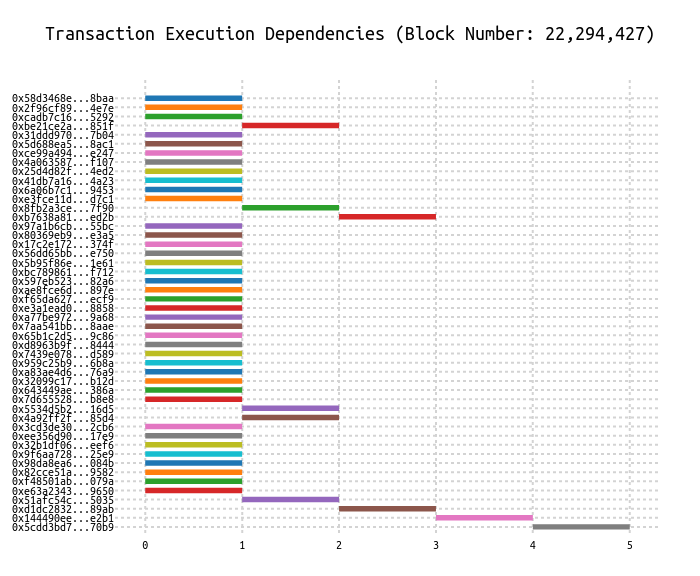 Transaction Execution Dependencies (Block Number: 22,294,427)
0x58d3468e...8baa
0x2f96cf89...4e7e
0xcadb7c16...5292
0xbe21ce2a...851f
0x31ddd970...7b04
0x5d688ea5...8ac1
0xce99a494...e247
0x4a063587...f107
0x25d4d82f...4ed2
0x41db7a16...4a23
0x6a06b7c1...9453
0xe3fce11d...d7c1
0x8fb2a3ce...7f90
0xb7638a81...ed2b
0x97a1b6cb...55bc
0x80369eb9...e3a5
0x17c2e172...374f
0x56dd65bb...e750
0x5b95f86e...1e61
0xbc789861...f712
0x597eb523...82a6
0xae8fce6d...897e
0xf65da627...ecf9
0xe3a1ead0...8858
0xa77be972...9a68
0x7aa541bb...8aae
0x65b1c2d5...9c86
0xd8963b9f...8444
0x7439e078...d589
0x959c25b9...6b8a
0xa83ae4d6...76a9
0x32099c17...b12d
0x643449ae...386a
0x7d655528...b8e8
0x5534d5b2...16d5
0x4a92ff2f...85d4
0x3cd3de30...2cb6
0xee356d90...17e9
0x32b1df06...eef6
0x9f6aa728...25e9
0x98da8ea6...084b
0x82cce51a...9582
0xf48501ab...079a
0xe63a2343...9650
0x51afc54c...5035
0xd1dc2832...89ab
0x144490ee...e2b1
0x5cdd3bd7...70b9
0 1 2 3 4 5